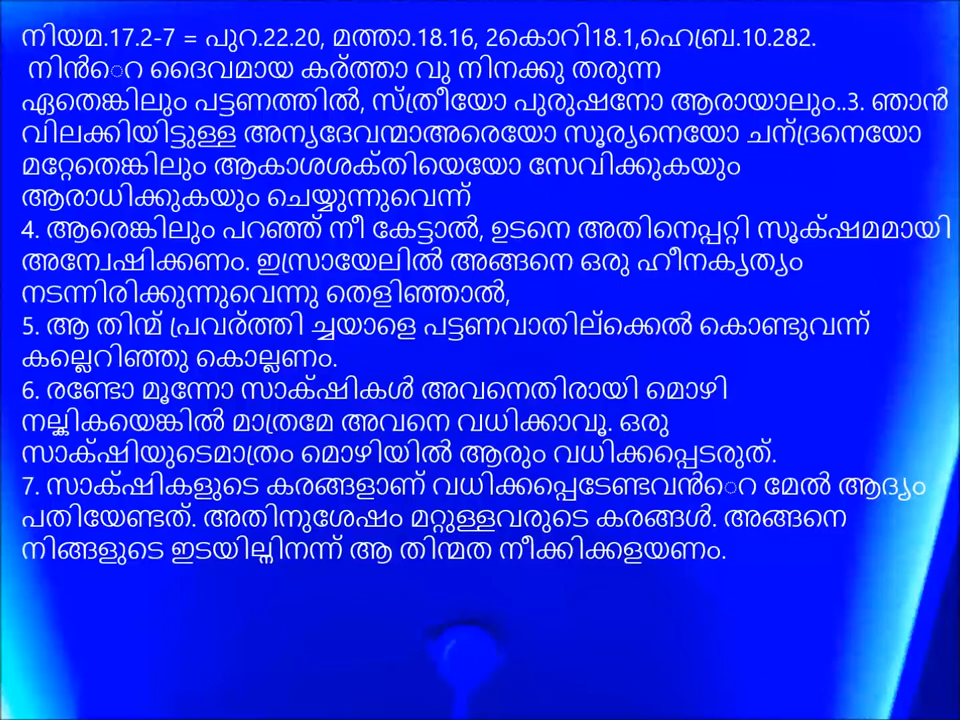 നിയമ.17.2-7 = പുറ.22.20, മത്താ.18.16, 2കൊറി18.1,ഹെബ്ര.10.282.
നിൻെറ ദൈവമായ കര്‍ത്താ വു നിനക്കു തരുന്ന
ഏതെങ്കിലും പട്ടണത്തിൽ, സ്ത്രീയോ പുരുഷനോ ആരായാലും..3. ഞാൻ
വിലക്കിയിട്ടുള്ള അന്യദേവന്മാഅരെയോ സൂര്യനെയോ ചന്ദ്രനെയോ
മറ്റേതെങ്കിലും ആകാശശക്‌തിയെയോ സേവിക്കുകയും
ആരാധിക്കുകയും ചെയ്യുന്നുവെന്ന്
4. ആരെങ്കിലും പറഞ്ഞ് നീ കേട്ടാൽ, ഉടനെ അതിനെപ്പറ്റി സൂക്‌ഷമമായി
അന്വേഷിക്കണം. ഇസ്രായേലിൽ അങ്ങനെ ഒരു ഹീനകൃത്യം
നടന്നിരിക്കുന്നുവെന്നു തെളിഞ്ഞാൽ,
5. ആ തിന്മ് പ്രവര്‍ത്തി ച്ചയാളെ പട്ടണവാതില്ക്കെൽ കൊണ്ടുവന്ന്
കല്ലെറിഞ്ഞു കൊല്ലണം.
6. രണ്ടോ മൂന്നോ സാക്‌ഷികൾ അവനെതിരായി മൊഴി
നല്കികയെങ്കിൽ മാത്രമേ അവനെ വധിക്കാവൂ. ഒരു
സാക്‌ഷിയുടെമാത്രം മൊഴിയിൽ ആരും വധിക്കപ്പെടരുത്.
7. സാക്‌ഷികളുടെ കരങ്ങളാണ് വധിക്കപ്പെടേണ്ടവൻെറ മേൽ ആദ്യം
പതിയേണ്ടത്. അതിനുശേഷം മറ്റുള്ളവരുടെ കരങ്ങൾ. അങ്ങനെ
നിങ്ങളുടെ ഇടയില്നിനന്ന് ആ തിന്മത നീക്കിക്കളയണം.